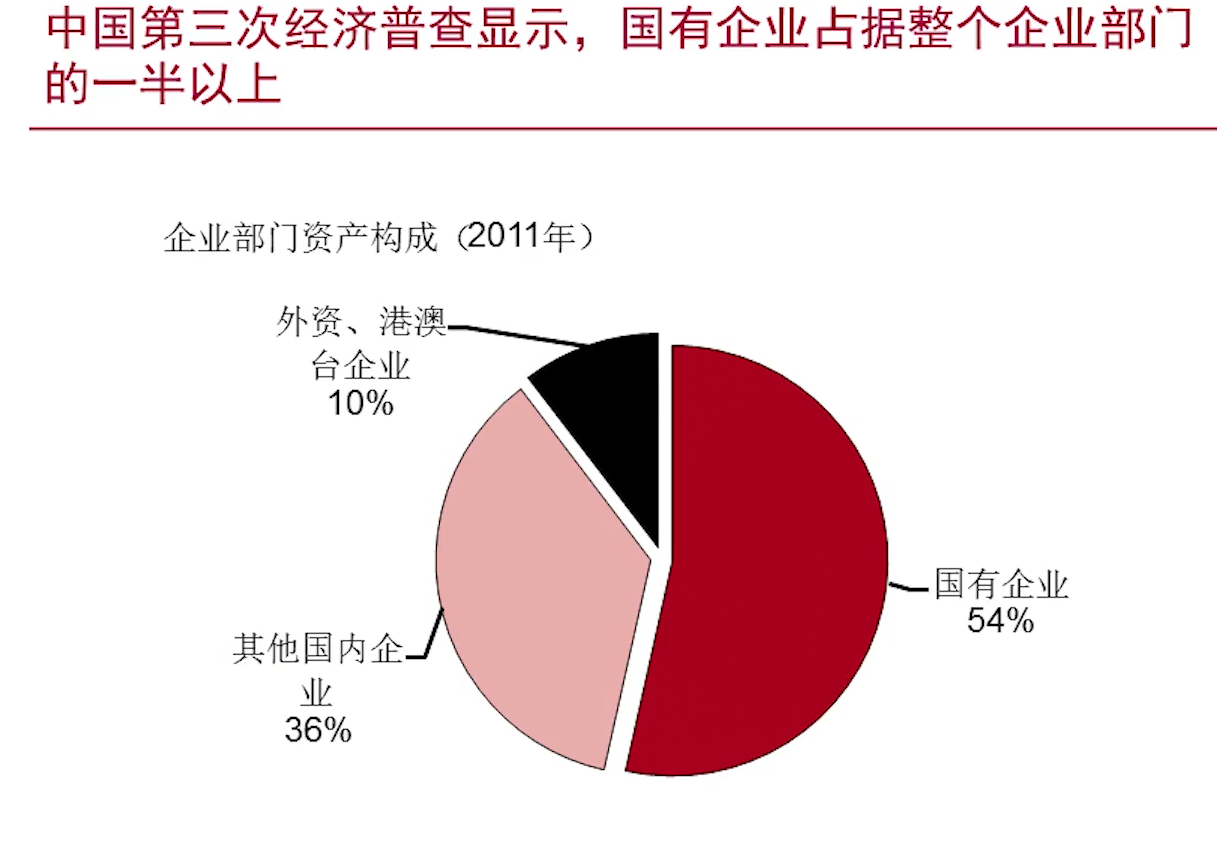 中国第三次经济普查显示，国有企业占据整个企业部门
的一半以上
企业部门资产构成（2011年）
外资、港澳
台企业
10%
国有企业
54%
其他国内企
业
36%